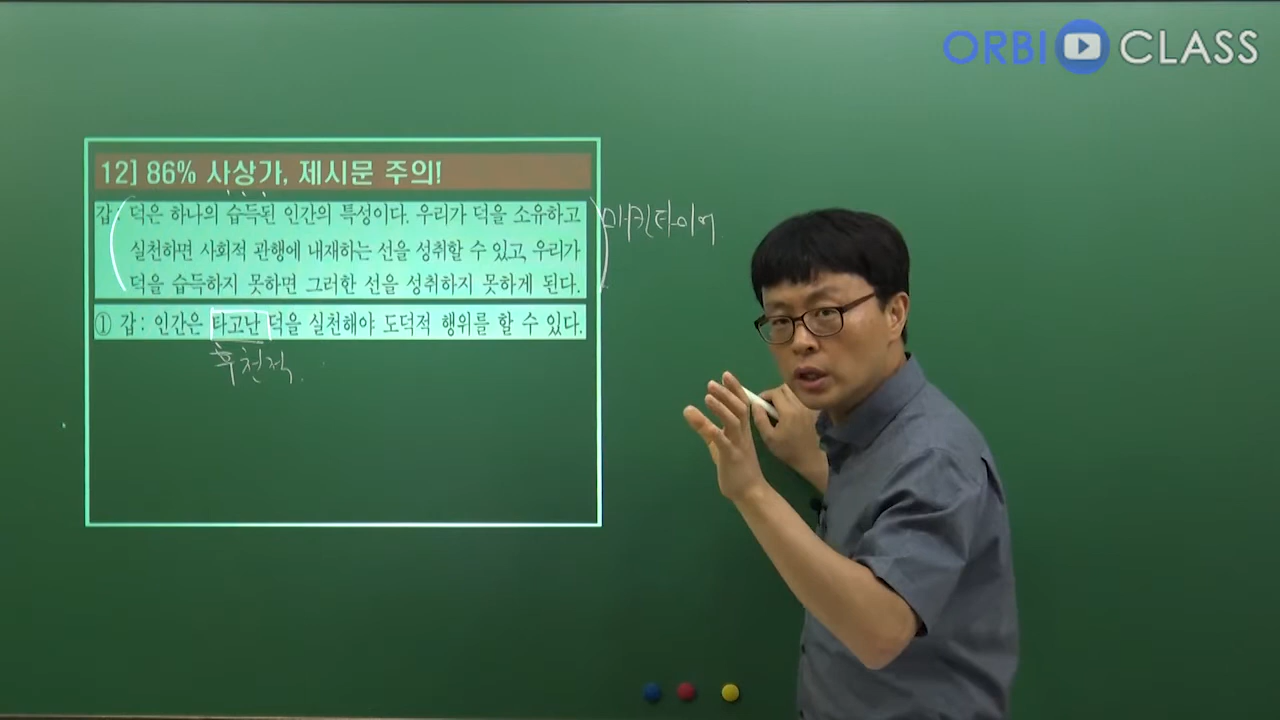 ORBI CLASS
12] 86% 사상가, 제시문 주의!
갑 덕은 하나의 습득된 인간의 특성이다. 우리가 덕을 소유하고
실천하면 사회적 관행에 내재하는 선을 성취할 수 있고, 우리가
덕을 습득하지 못하면 그러한 선을 성취하지 못하게 된다.
매킨타이어
① 갑: 인간은 타고난 덕을 실천해야 도덕적 행위를 할 수 있다.
후천적.